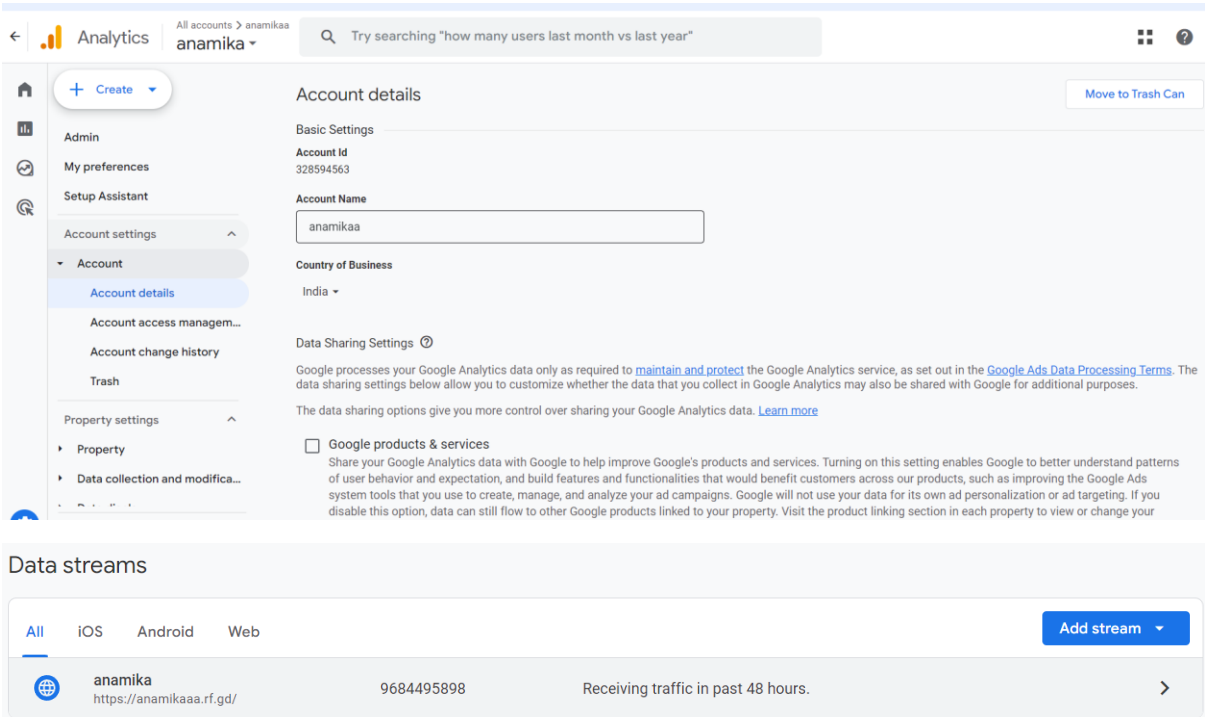 All accounts > anamikaa
Analytics
anamika
Try searching "how many users last month vs last year"
Create
Account details
Move to Trash Can
Admin
Basic Settings
Account Id
My preferences
328594563
Setup Assistant
Account Name
anamikaa
Account settings
Account
Country of Business
Account details
India
Account access managem...
Account change history
Data Sharing Settings
Trash
Google processes your Google Analytics data only as required to maintain and protect the Google Analytics service, as set out in the Google Ads Data Processing Terms. The
data sharing settings below allow you to customize whether the data that you collect in Google Analytics may also be shared with Google for additional purposes.
The data sharing options give you more control over sharing your Google Analytics data. Learn more
Property settings
Property
Google products & services
Share your Google Analytics data with Google to help improve Google's products and services. Turning on this setting enables Google to better understand patterns
Data collection and modifica...
of user behavior and expectation, and build features and functionalities that would benefit customers across our products, such as improving the Google Ads
system tools that you use to create, manage, and analyze your ad campaigns. Google will not use your data for its own ad personalization or ad targeting. If you
disable this option, data can still flow to other Google products linked to your property. Visit the product linking section in each property to view or change your
Data streams
All iOS Android Web
Add stream
anamika
https://anamikaaa.rf.gd/
9684495898
Receiving traffic in past 48 hours.